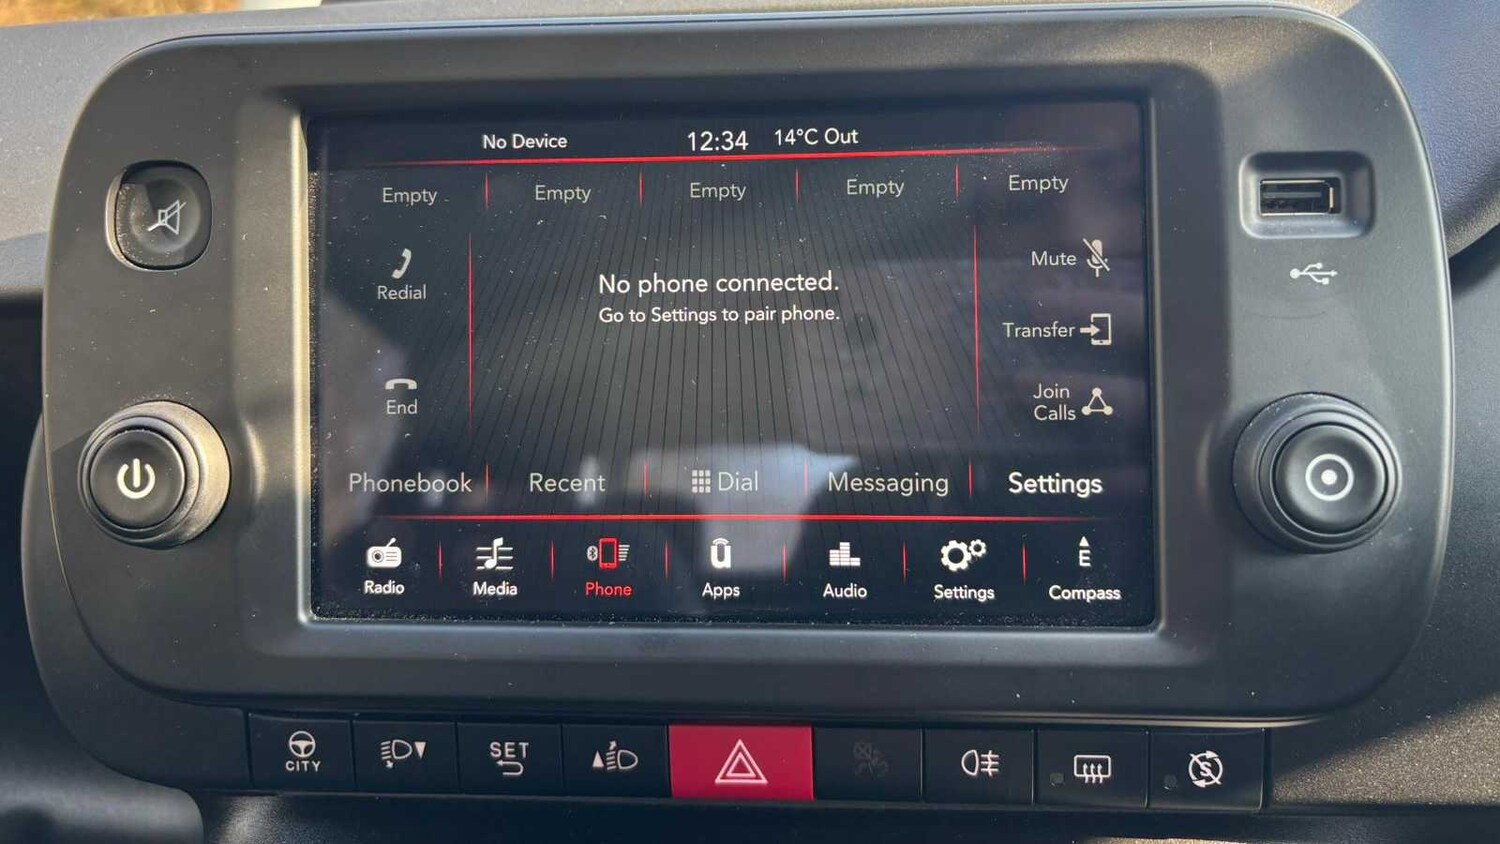 No Device 12:34 14°C Out
Empty Empty Empty Empty Empty
Redial
No phone connected.
Go to Settings to pair phone.
Mute
Transfer
End
Join
Calls
Phonebook Recent Dial Messaging Settings
Radio Media Phone Apps Audio E Settings Compass
CITY SET